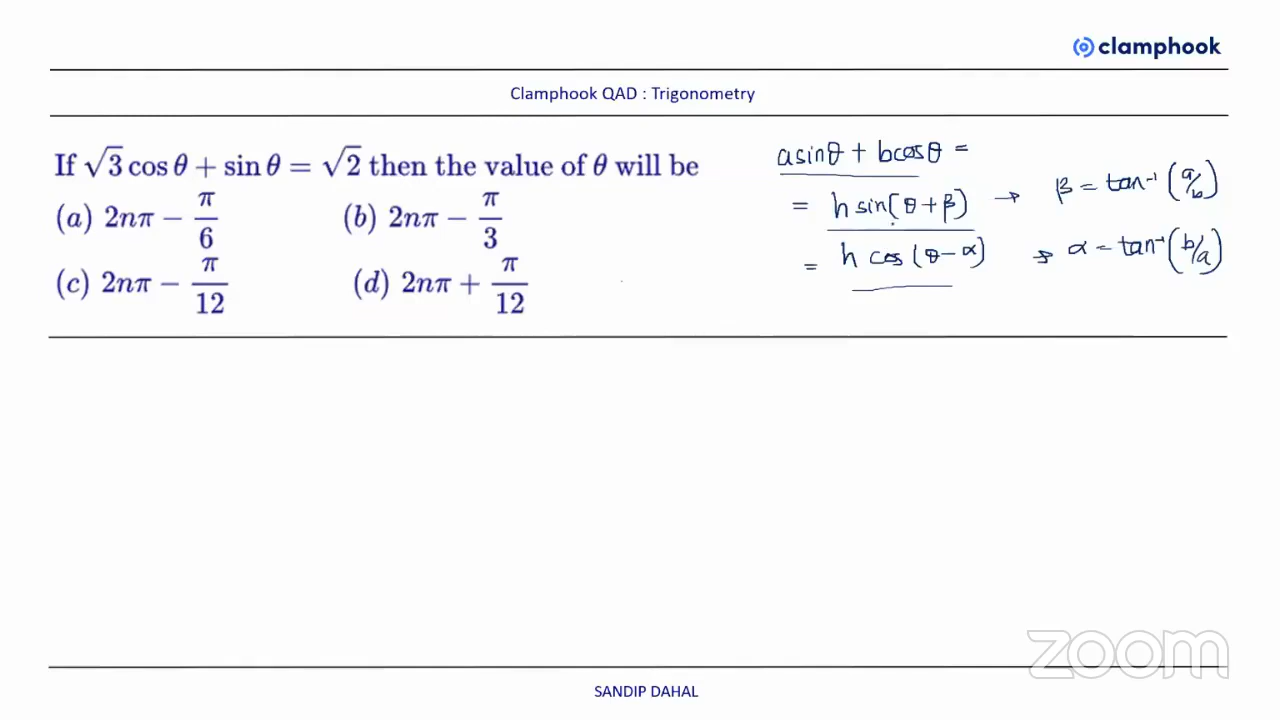 clamphook
Clamphook QAD : Trigonometry
If √3 cos θ + sin θ = √2 then the value of θ will be
(a) 2nπ − π/6 (b) 2nπ − π/3
(c) 2nπ − π/12 (d) 2nπ + π/12
asinθ + bcosθ =
= h sin(θ + β) → β = tan⁻¹ (a/b)
= h cos (θ − α) → α = tan⁻¹ (b/a)
zoom
SANDIP DAHAL